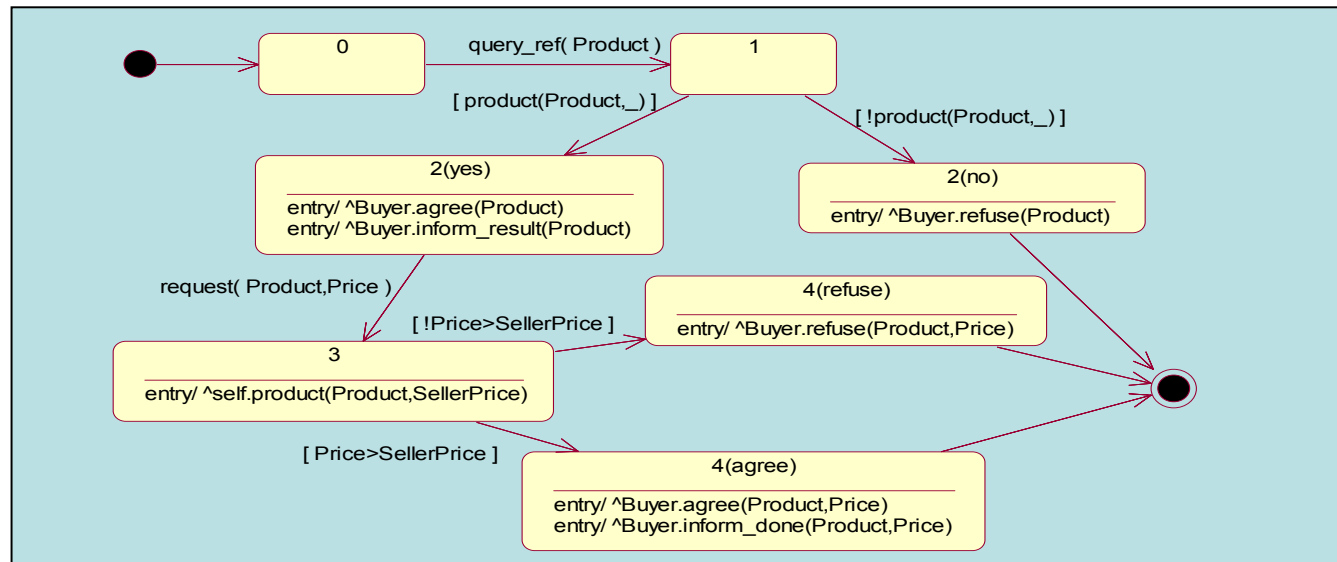 0
query_ref( Product )
1
[ product(Product,_) ]
[ !product(Product,_) ]
2(yes)
entry/ ^Buyer.agree(Product)
entry/ ^Buyer.inform_result(Product)
2(no)
entry/ ^Buyer.refuse(Product)
request( Product,Price )
4(refuse)
entry/ ^Buyer.refuse(Product,Price)
[ !Price>SellerPrice ]
3
entry/ ^self.product(Product,SellerPrice)
[ Price>SellerPrice ]
4(agree)
entry/ ^Buyer.agree(Product,Price)
entry/ ^Buyer.inform_done(Product,Price)